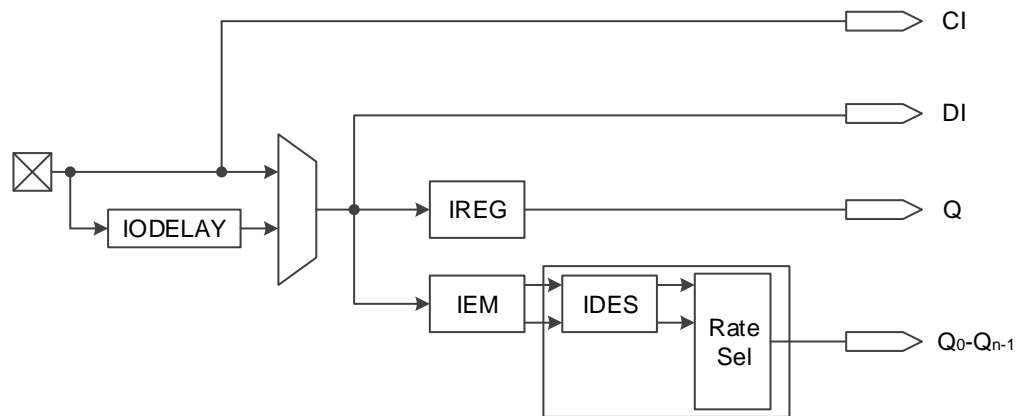 CI
DI
IREG
Q
IODELAY
IEM
IDES
Rate
Sel
Q0-Qn-1